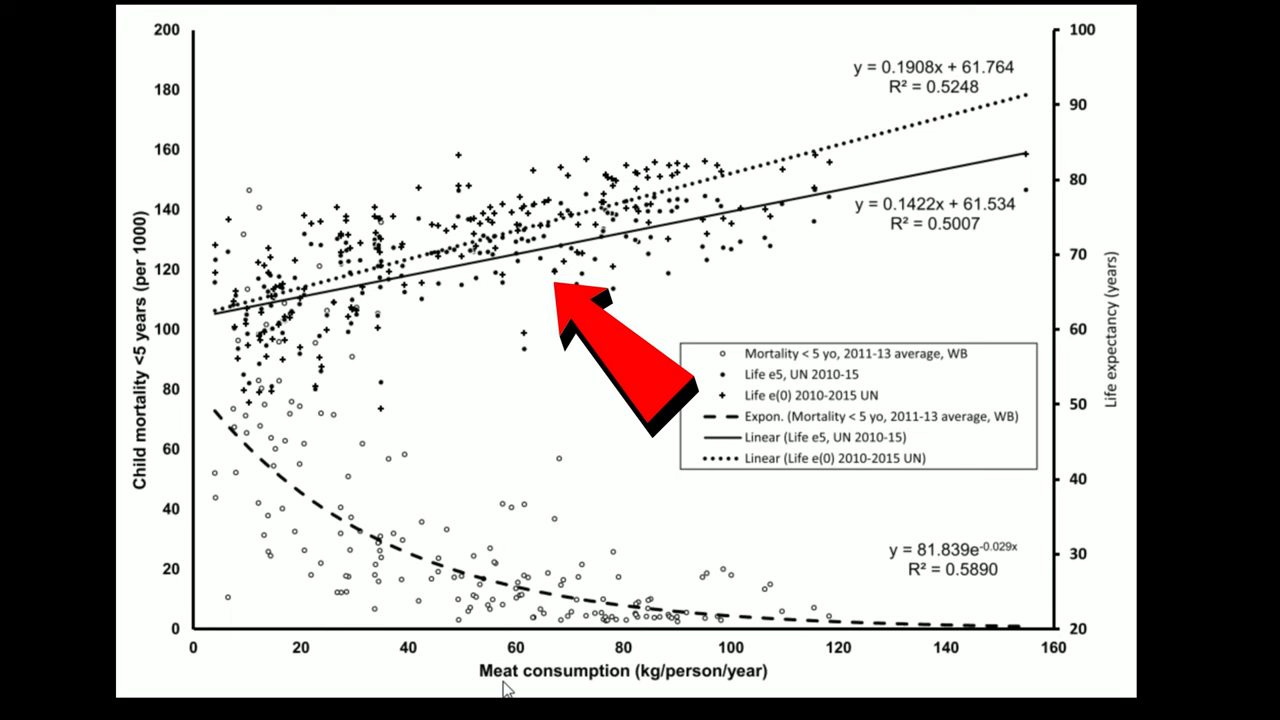 200
180
160
140
120
100
80
60
40
20
0
Child mortality <5 years (per 1000)
100
90
80
70
60
50
40
30
20
Life expectancy (years)
y = 0.1908x + 61.764
R² = 0.5248
y = 0.1422x + 61.534
R² = 0.5007
Mortality < 5 yo, 2011-13 average, WB
Life e5, UN 2010-15
Life e(0) 2010-2015 UN
Expon. (Mortality < 5 yo, 2011-13 average, WB)
Linear (Life e5, UN 2010-15)
Linear (Life e(0) 2010-2015 UN)
y = 81.839e^-0.029x
R² = 0.5890
0 20 40 60 80 100 120 140 160
Meat consumption (kg/person/year)